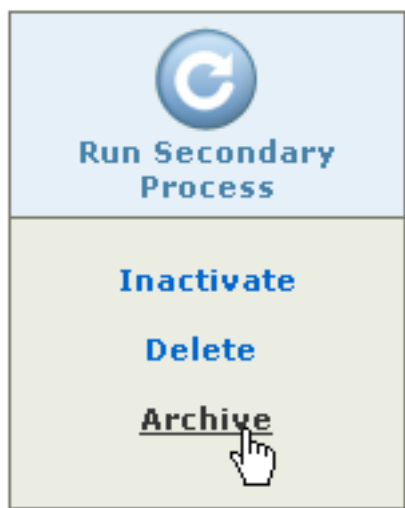 Run Secondary
Process
Inactivate
Delete
Archive